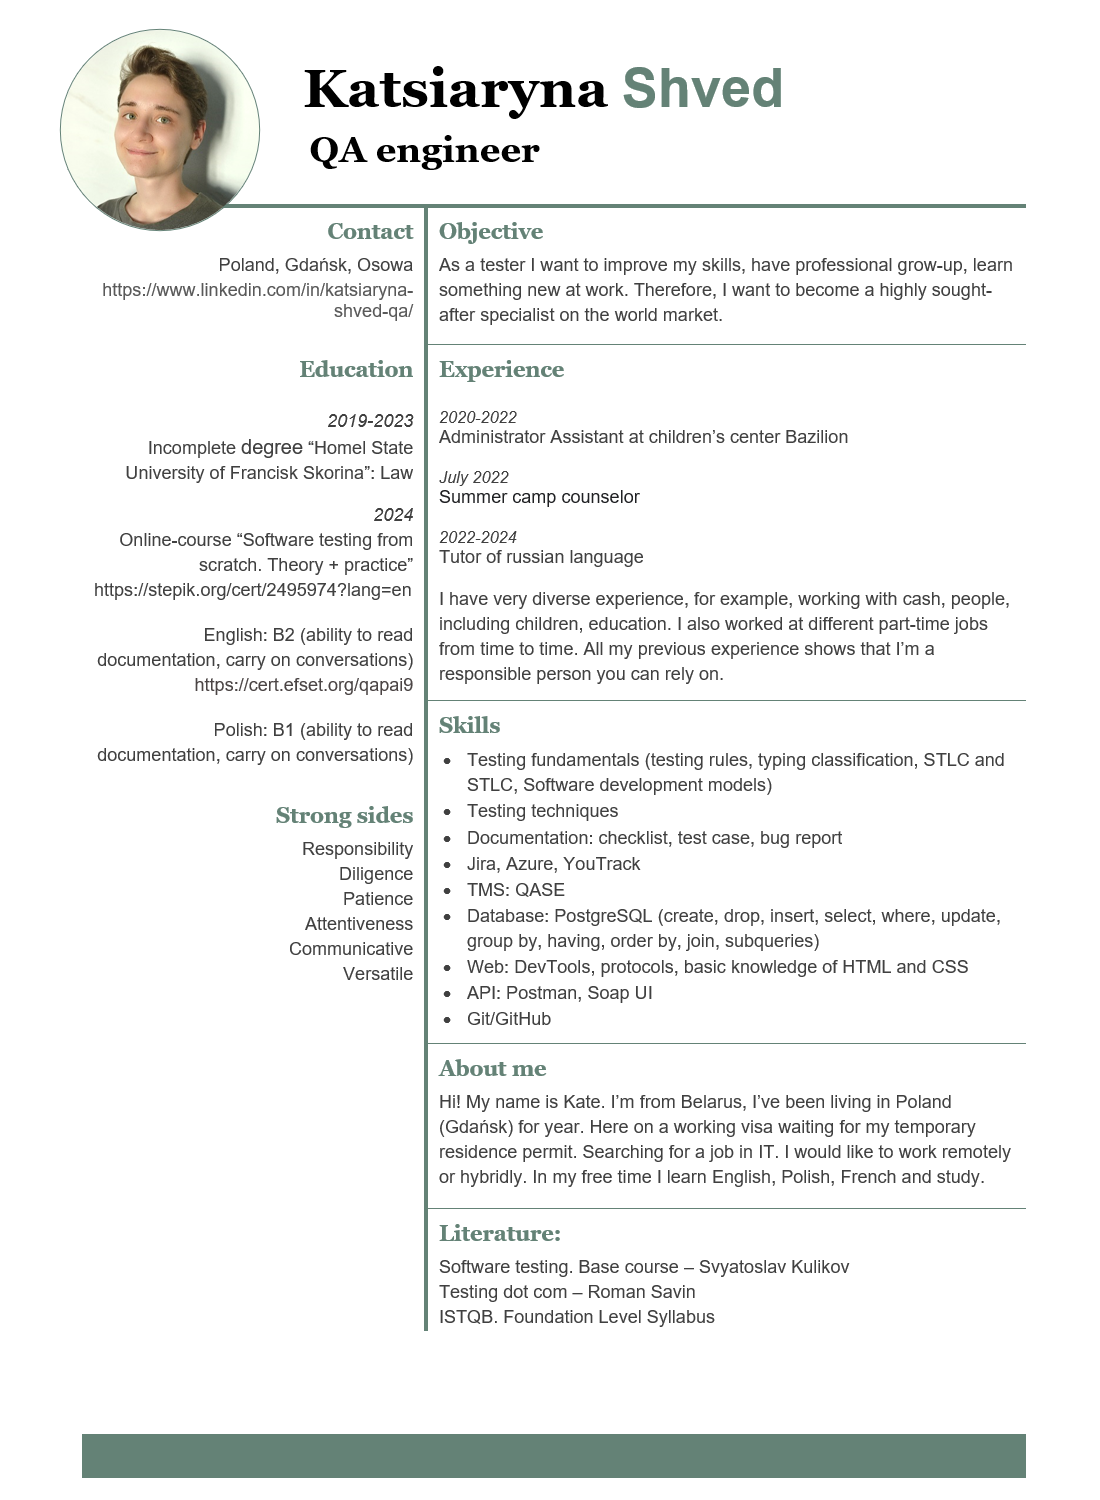 Katsiaryna Shved
QA engineer
Contact
Poland, Gdańsk, Osowa
https://www.linkedin.com/in/katsiaryna-
shved-qa/
Education
2019-2023
Incomplete degree “Homel State
University of Francisk Skorina”: Law
2024
Online-course “Software testing from
scratch. Theory + practice”
https://stepik.org/cert/2495974?lang=en
English: B2 (ability to read
documentation, carry on conversations)
https://cert.efset.org/qapai9
Polish: B1 (ability to read
documentation, carry on conversations)
Strong sides
Responsibility
Diligence
Patience
Attentiveness
Communicative
Versatile
Objective
As a tester I want to improve my skills, have professional grow-up, learn
something new at work. Therefore, I want to become a highly sought-
after specialist on the world market.
Experience
2020-2022
Administrator Assistant at children’s center Bazilion
July 2022
Summer camp counselor
2022-2024
Tutor of russian language
I have very diverse experience, for example, working with cash, people,
including children, education. I also worked at different part-time jobs
from time to time. All my previous experience shows that I’m a
responsible person you can rely on.
Skills
• Testing fundamentals (testing rules, typing classification, STLC and
STLC, Software development models)
• Testing techniques
• Documentation: checklist, test case, bug report
• Jira, Azure, YouTrack
• TMS: QASE
• Database: PostgreSQL (create, drop, insert, select, where, update,
group by, having, order by, join, subqueries)
• Web: DevTools, protocols, basic knowledge of HTML and CSS
• API: Postman, Soap UI
• Git/GitHub
About me
Hi! My name is Kate. I’m from Belarus, I’ve been living in Poland
(Gdańsk) for year. Here on a working visa waiting for my temporary
residence permit. Searching for a job in IT. I would like to work remotely
or hybridly. In my free time I learn English, Polish, French and study.
Literature:
Software testing. Base course – Svyatoslav Kulikov
Testing dot com – Roman Savin
ISTQB. Foundation Level Syllabus